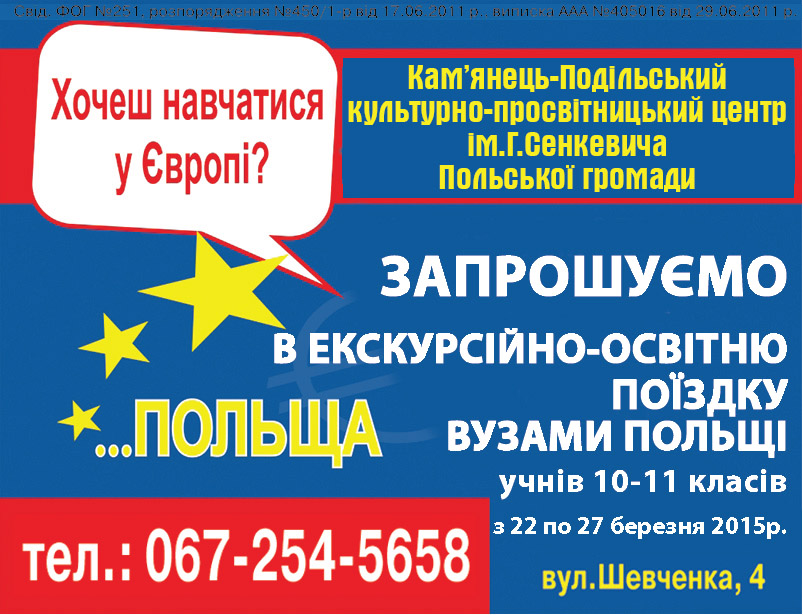 Хочеш навчатися
у Європі?
Кам'янець-Подільський
культурно-просвітницький центр
ім.Г.Сенкевича
Польської громади
ЗАПРОШУЄМО
В ЕКСКУРСІЙНО-ОСВІТНЮ
ПОЇЗДКУ
ВУЗАМИ ПОЛЬЩІ
учнів 10-11 класів
з 22 по 27 березня 2015р.
...ПОЛЬЩА
тел.: 067-254-5658
вул.Шевченка, 4